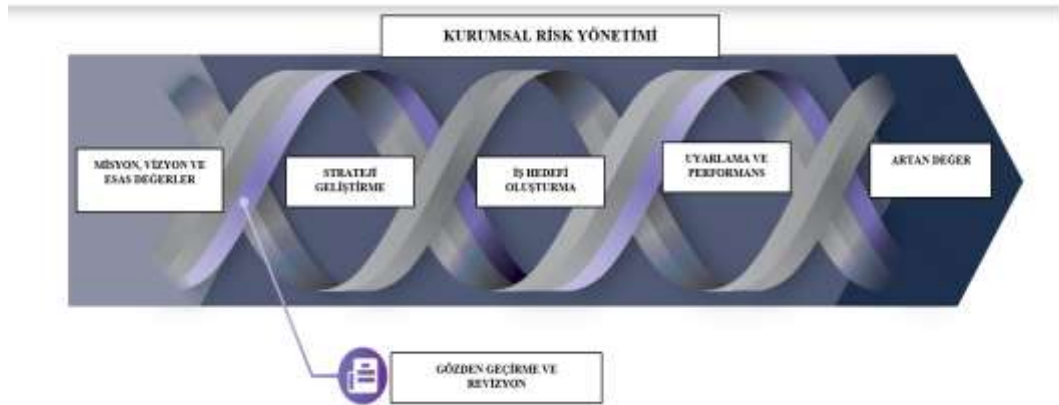 KURUMSAL RİSK YÖNETİMİ
MİSYON, VİZYON VE
ESAS DEĞERLER
STRATEJİ
GELİŞTİRME
İŞ HEDEFİ
OLUŞTURMA
UYARLAMA VE
PERFORMANS
ARTAN DEĞER
GÖZDEN GEÇİRME VE
REVİZYON